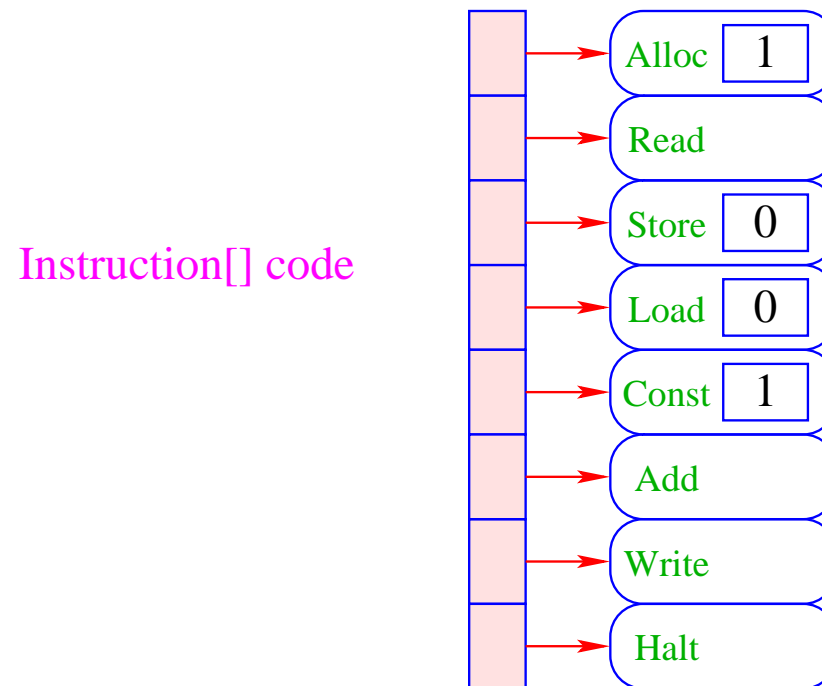 Alloc 1
Read
Store 0
Instruction[] code
Load 0
Const 1
Add
Write
Halt